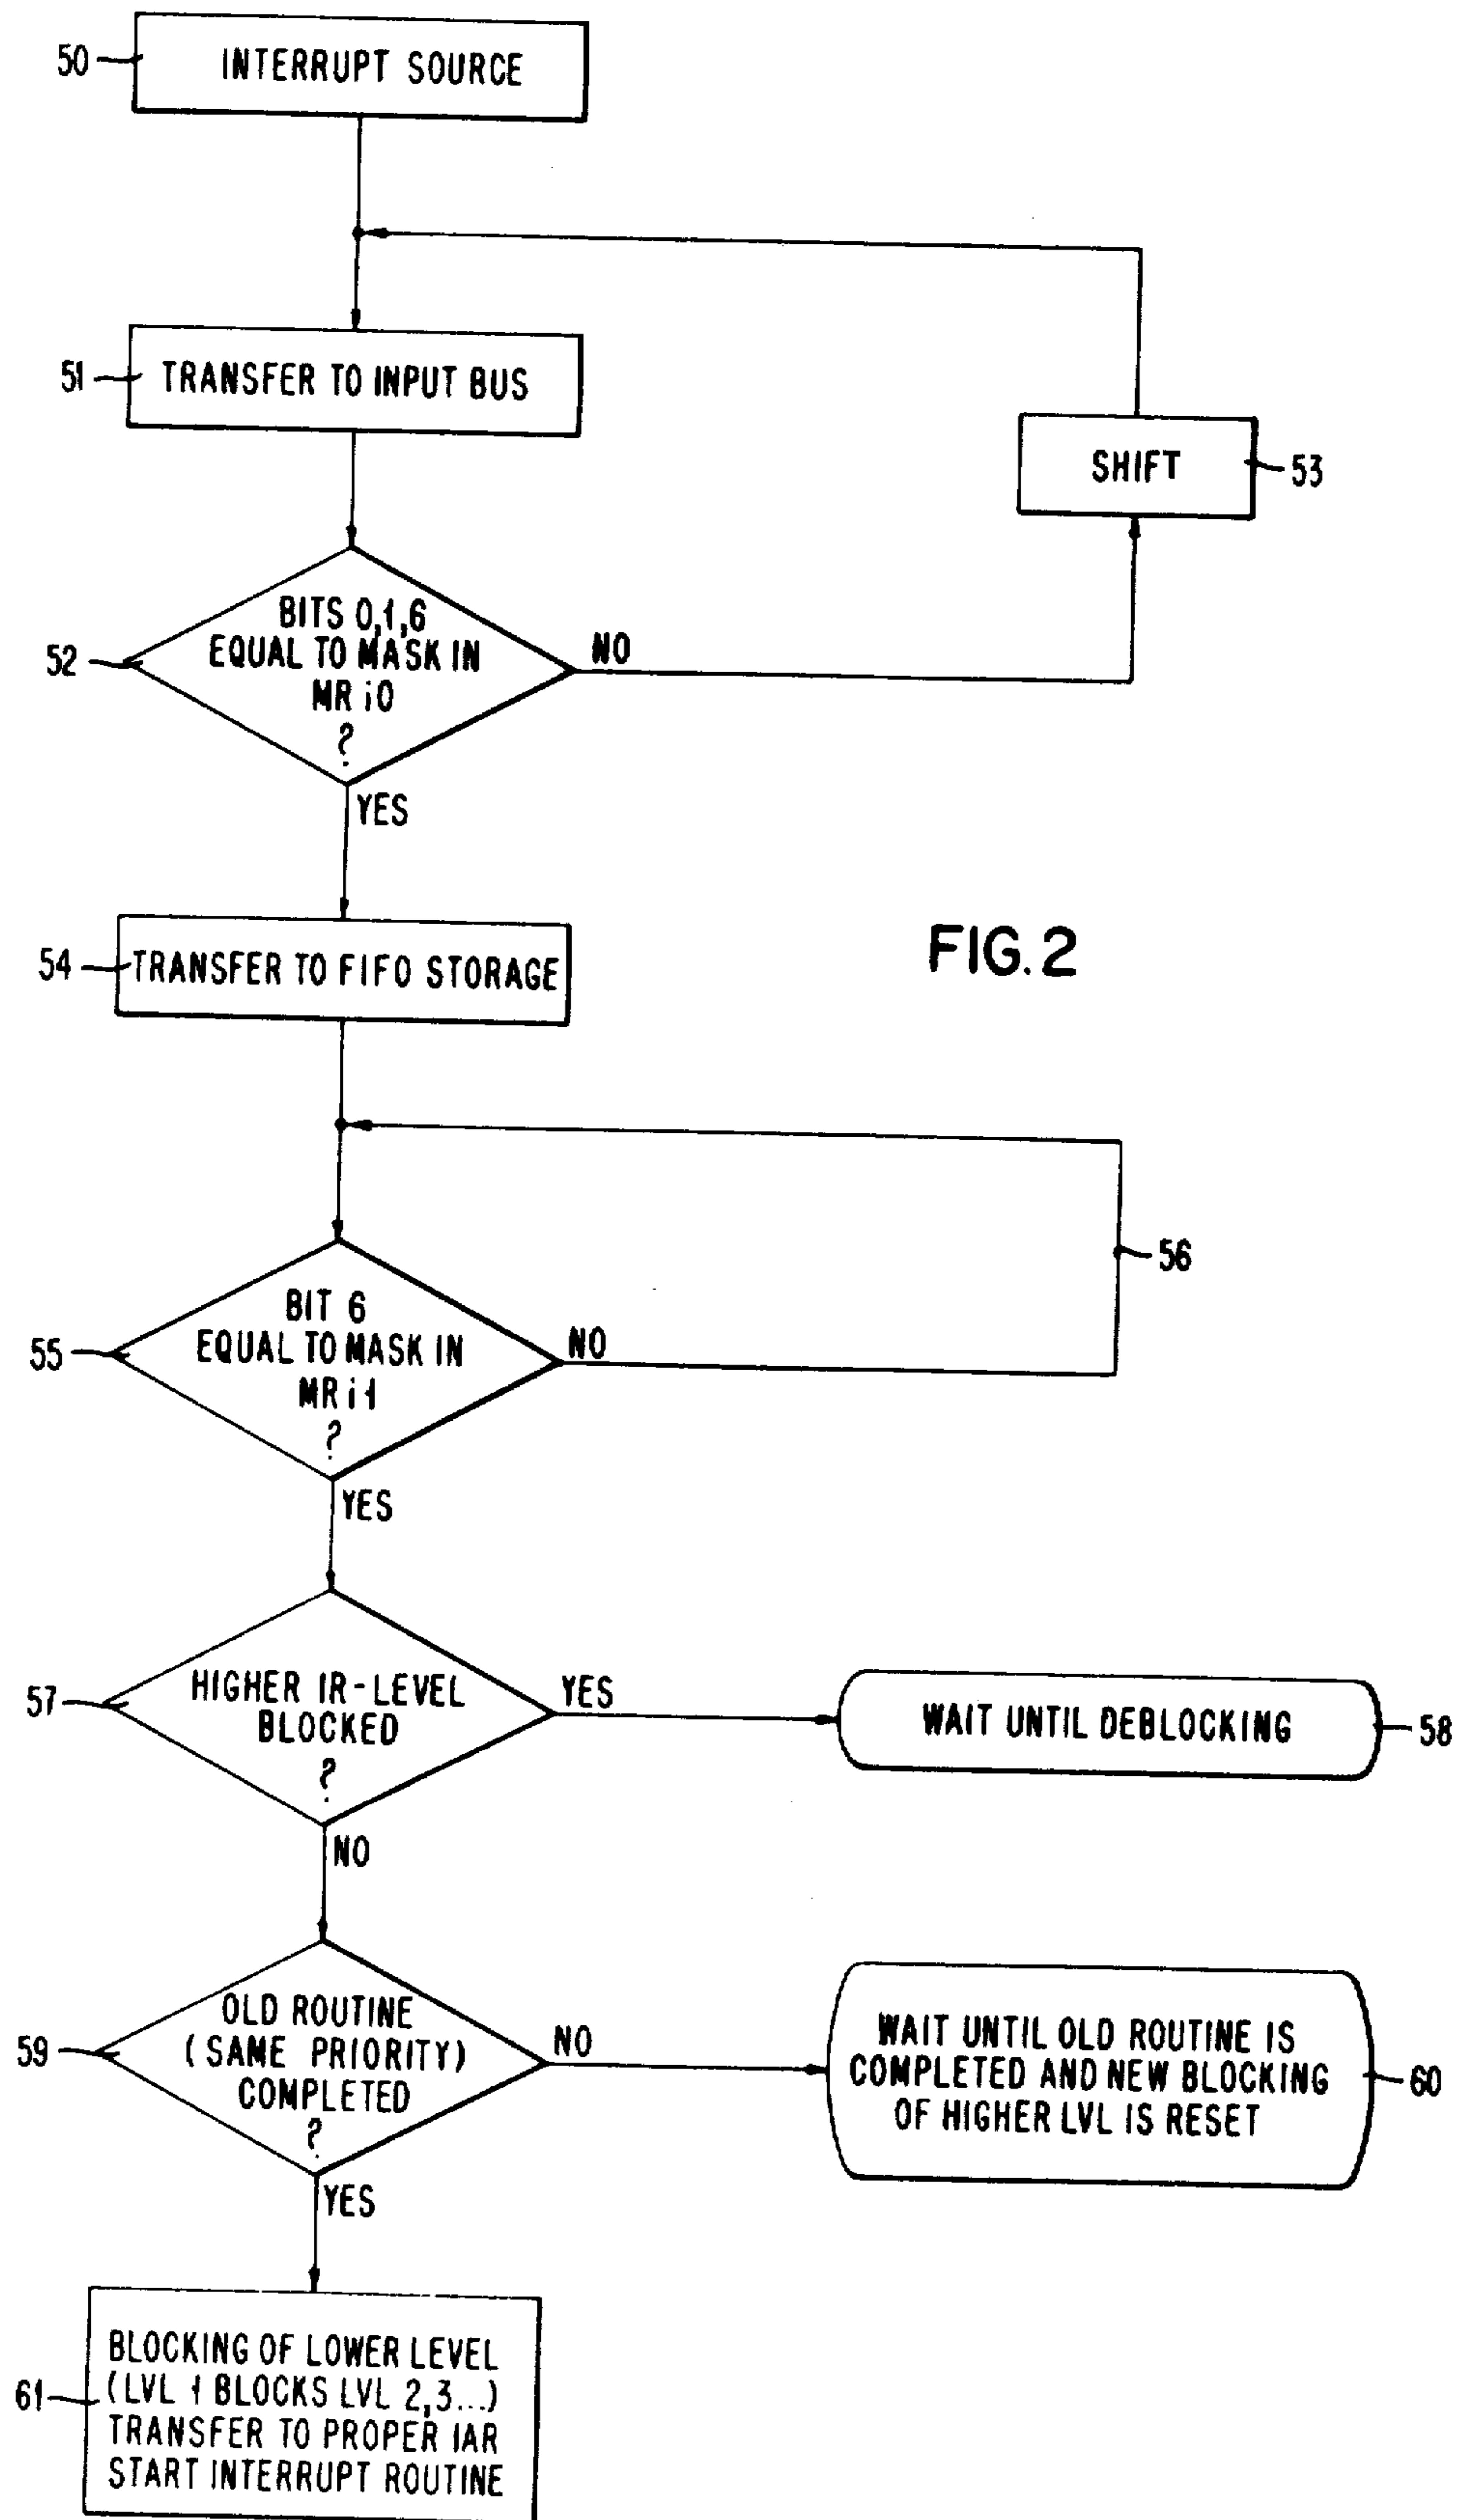 50
INTERRUPT SOURCE
51
TRANSFER TO INPUT BUS
SHIFT
53
52
BITS 0,1,6
EQUAL TO MASK IN
MR i0
?
NO
YES
54
TRANSFER TO FIFO STORAGE
FIG. 2
56
55
BIT 6
EQUAL TO MASK IN
MR i1
?
NO
YES
57
HIGHER IR-LEVEL
BLOCKED
?
YES
WAIT UNTIL DEBLOCKING
58
NO
59
OLD ROUTINE
(SAME PRIORITY)
COMPLETED
?
NO
WAIT UNTIL OLD ROUTINE IS
COMPLETED AND NEW BLOCKING
OF HIGHER LVL IS RESET
60
YES
61
BLOCKING OF LOWER LEVEL
(LVL 1 BLOCKS LVL 2,3...)
TRANSFER TO PROPER IAR
START INTERRUPT ROUTINE